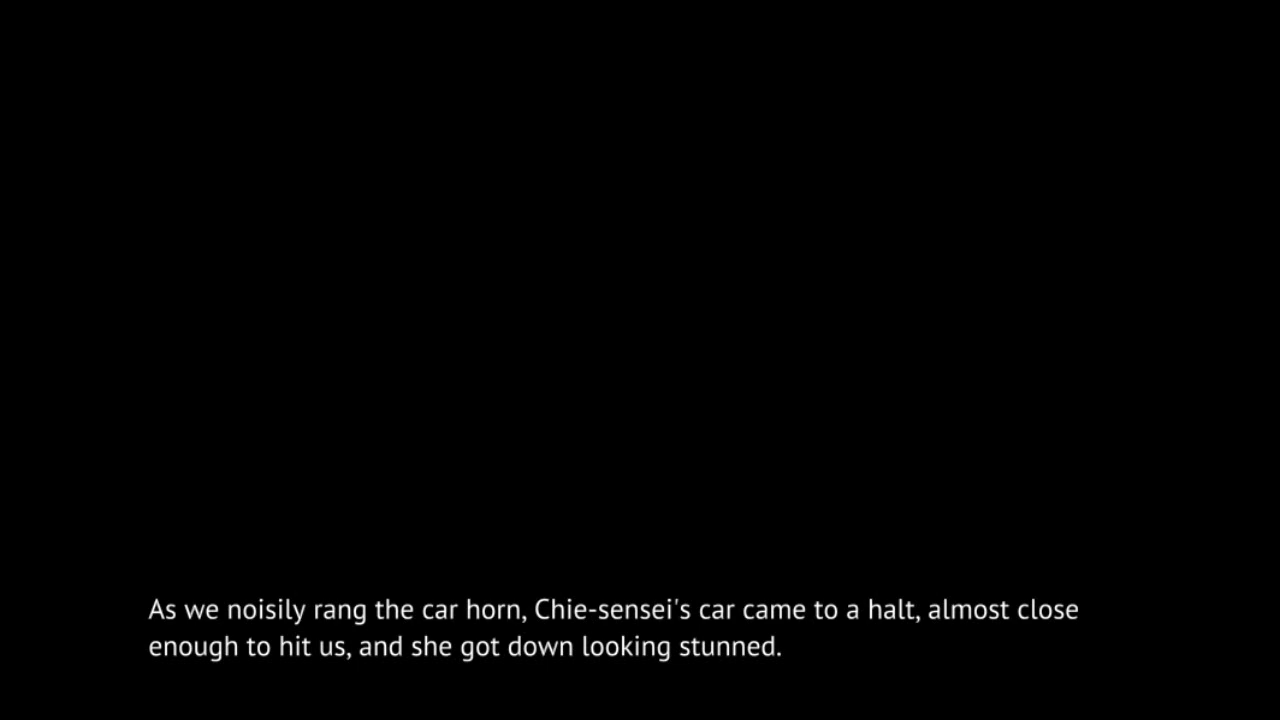 As we noisily rang the car horn, Chie-sensei's car came to a halt, almost close
enough to hit us, and she got down looking stunned.